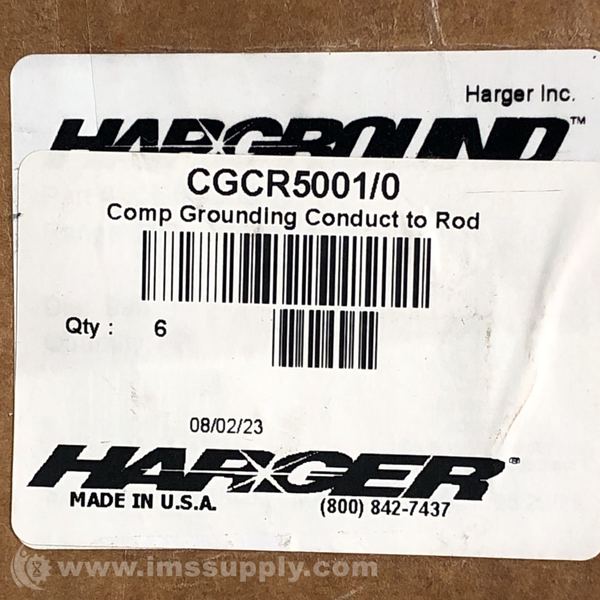 Harger Inc.
HARGROUND™
CGCR5001/0
Comp Grounding Conduct to Rod
Qty : 6
08/02/23
HARGER®
MADE IN U.S.A. (800) 842-7437
www.imssupply.com